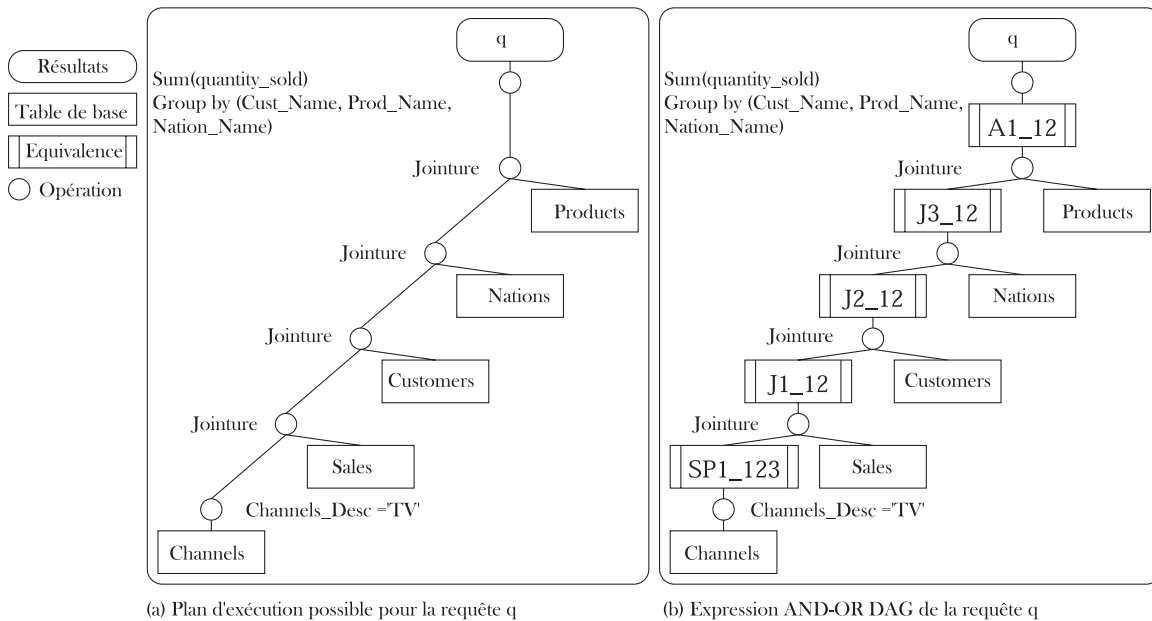 Résultats
Table de base
Equivalence
Opération
q
Sum(quantity_sold)
Group by (Cust_Name, Prod_Name,
Nation_Name)
Jointure
Products
Jointure
Nations
Jointure
Customers
Jointure
Sales
Channels_Desc ='TV'
Channels
(a) Plan d'exécution possible pour la requête q
q
Sum(quantity_sold)
Group by (Cust_Name, Prod_Name,
Nation_Name)
A1_12
Jointure
J3_12
Products
Jointure
J2_12
Nations
Jointure
J1_12
Customers
Jointure
SP1_123
Sales
Channels_Desc ='TV'
Channels
(b) Expression AND-OR DAG de la requête q